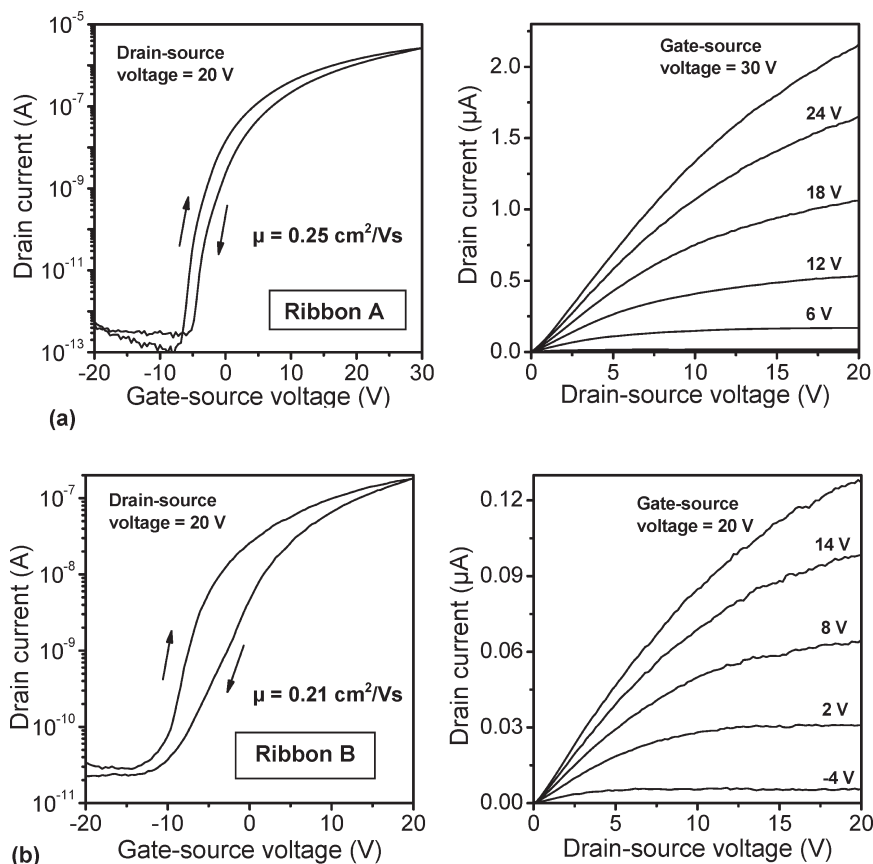 Drain-source
voltage = 20 V
Drain current (A)
10⁻⁵
10⁻⁷
10⁻⁹
10⁻¹¹
10⁻¹³
μ = 0.25 cm²/Vs
Ribbon A
-20 -10 0 10 20 30
Gate-source voltage (V)
(a)
Gate-source
voltage = 30 V
Drain current (μA)
2.0
1.5
1.0
0.5
0.0
24 V
18 V
12 V
6 V
0 5 10 15 20
Drain-source voltage (V)
Drain-source
voltage = 20 V
Drain current (A)
10⁻⁷
10⁻⁸
10⁻⁹
10⁻¹⁰
10⁻¹¹
μ = 0.21 cm²/Vs
Ribbon B
-20 -10 0 10 20
Gate-source voltage (V)
(b)
Gate-source
voltage = 20 V
Drain current (μA)
0.12
0.09
0.06
0.03
0.00
14 V
8 V
2 V
-4 V
0 5 10 15 20
Drain-source voltage (V)